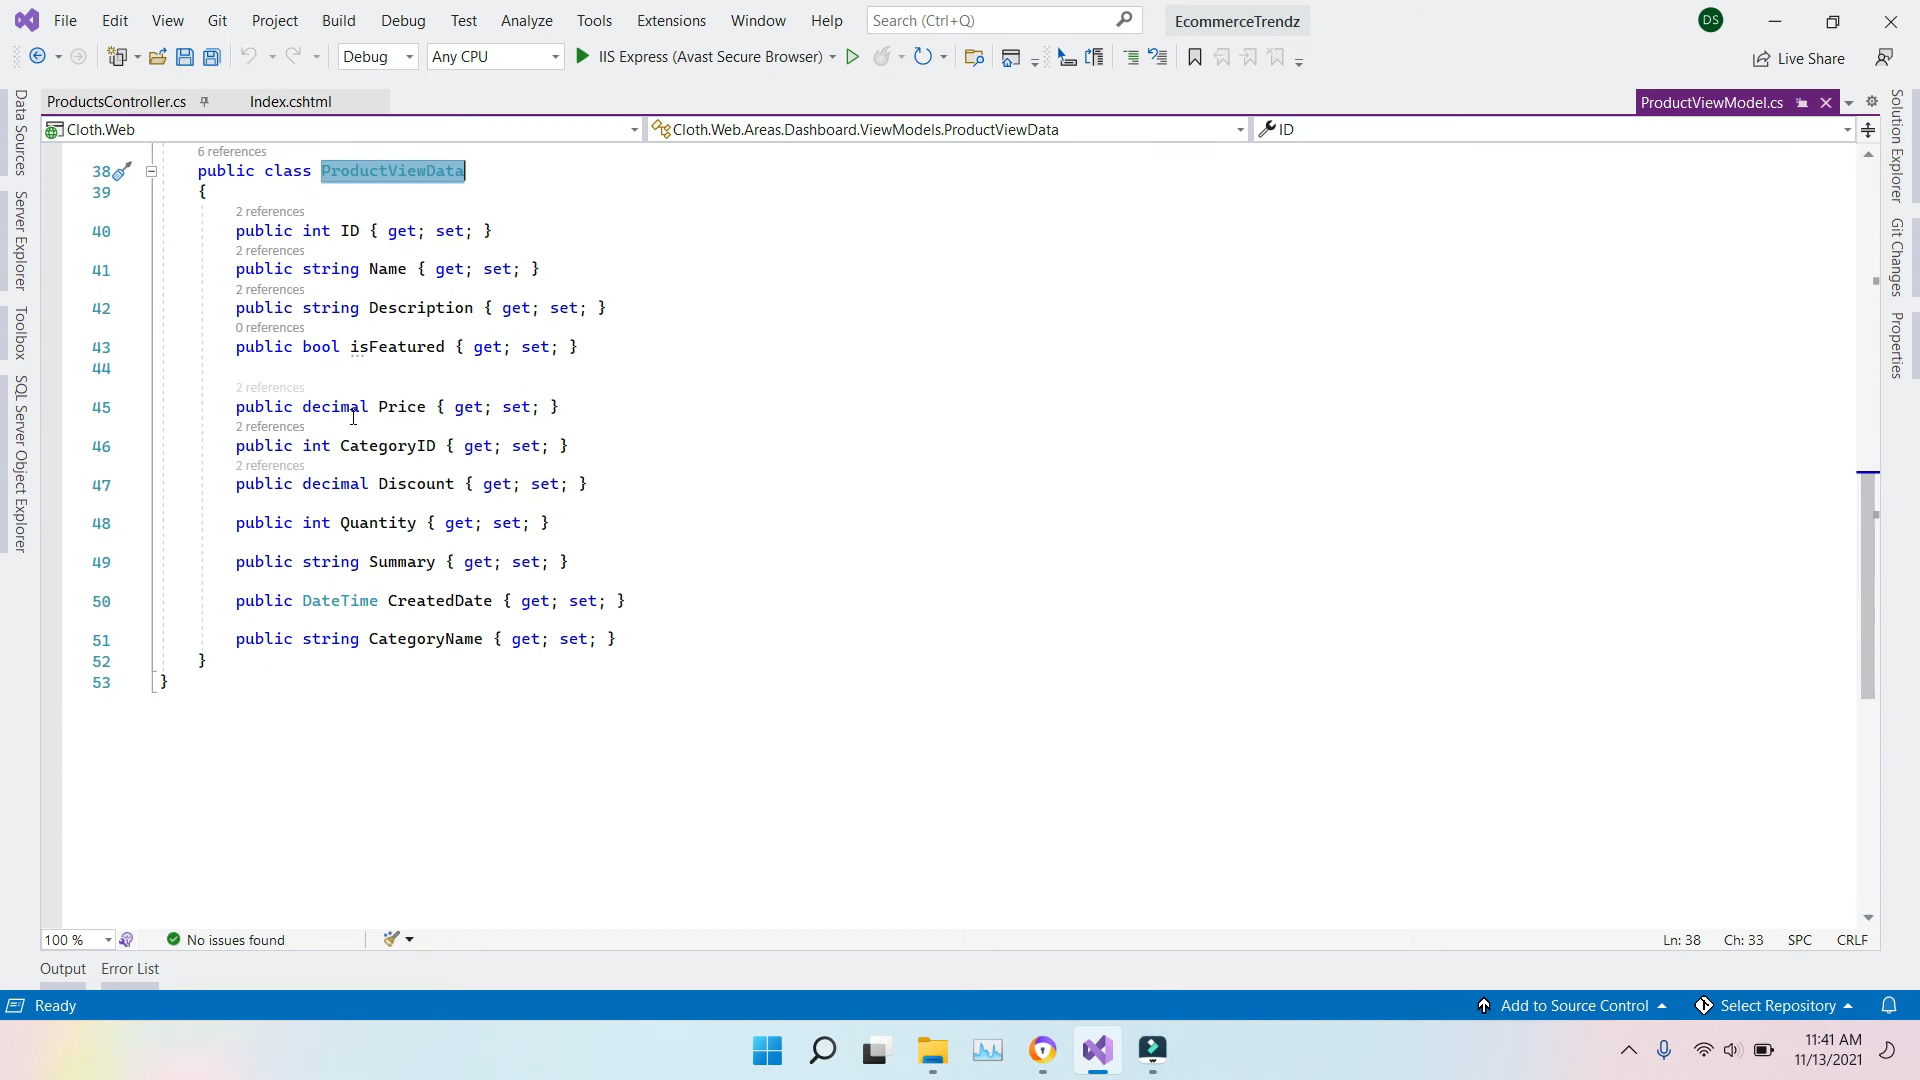 File Edit View Git Project Build Debug Test Analyze Tools Extensions Window Help Search (Ctrl+Q) EcommerceTrendz DS
Debug Any CPU IIS Express (Avast Secure Browser) Live Share
ProductsController.cs Index.cshtml ProductViewModel.cs
Cloth.Web Cloth.Web.Areas.Dashboard.ViewModels.ProductViewData ID
6 references
38 public class ProductViewData
39 {
2 references
40 public int ID { get; set; }
2 references
41 public string Name { get; set; }
2 references
42 public string Description { get; set; }
0 references
43 public bool isFeatured { get; set; }
44
2 references
45 public decimal Price { get; set; }
2 references
46 public int CategoryID { get; set; }
2 references
47 public decimal Discount { get; set; }
48 public int Quantity { get; set; }
49 public string Summary { get; set; }
50 public DateTime CreatedDate { get; set; }
51 public string CategoryName { get; set; }
52 }
53 }
Data Sources
Server Explorer
Toolbox
SQL Server Object Explorer
Solution Explorer
Git Changes
Properties
100 % No issues found Ln: 38 Ch: 33 SPC CRLF
Output Error List
Ready Add to Source Control Select Repository
11:41 AM
11/13/2021